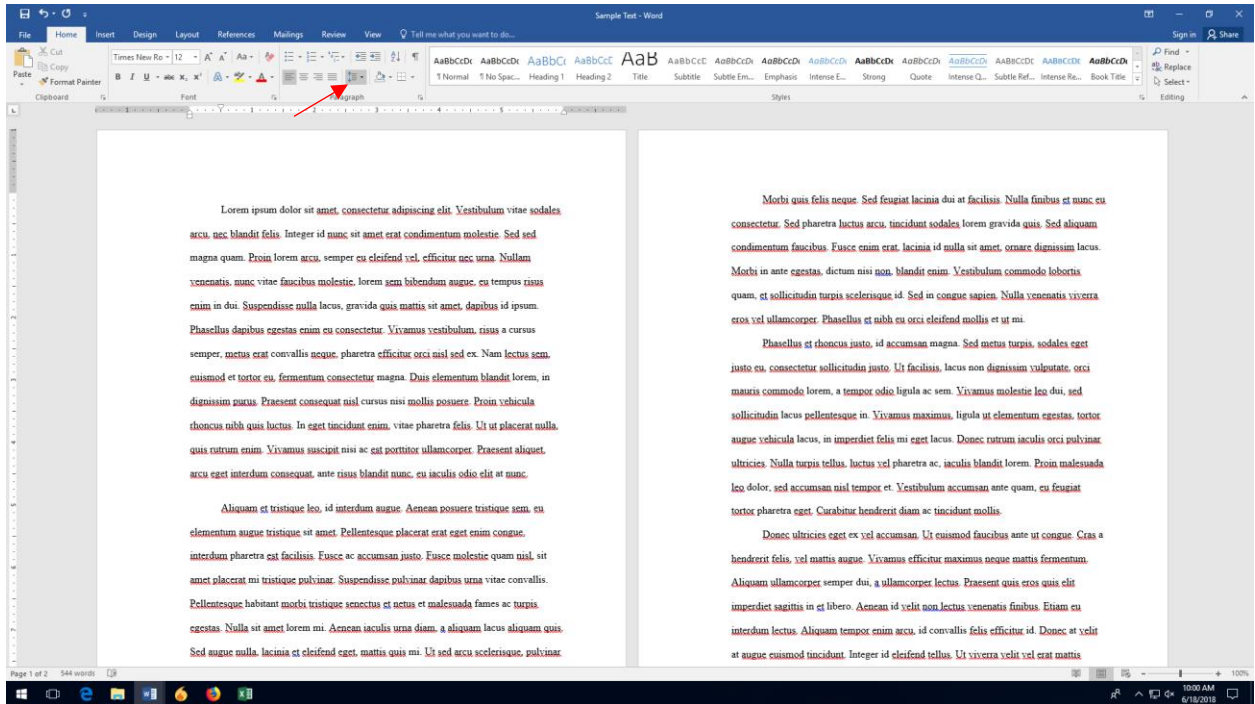 Sample Text - Word
File Home Insert Design Layout References Mailings Review View Tell me what you want to do... Sign in Share
Cut
Copy
Format Painter
Paste
Times New Ro 12
AaBbCcDc AaBbCcDc AaBbCc AaBbCcC AaB AaBbCcC AaBbCcDc AaBbCcDc AaBbCcDc AaBbCcDc AaBbCcDc AaBbCcDc AaBbCcDc AaBbCcDc AaBbCcDc
¶ Normal ¶ No Spac... Heading 1 Heading 2 Title Subtitle Subtle Em... Emphasis Intense E... Strong Quote Intense Q... Subtle Ref... Intense Re... Book Title
Find
Replace
Select
Clipboard Font Paragraph Styles Editing
Lorem ipsum dolor sit amet, consectetur adipiscing elit. Vestibulum vitae sodales
arcu, nec blandit felis. Integer id nunc sit amet erat condimentum molestie. Sed sed
magna quam. Proin lorem arcu, semper eu eleifend vel, efficitur nec urna. Nullam
venenatis, nunc vitae faucibus molestie, lorem sem bibendum augue, eu tempus risus
enim in dui. Suspendisse nulla lacus, gravida quis mattis sit amet, dapibus id ipsum.
Phasellus dapibus egestas enim eu consectetur. Vivamus vestibulum, risus a cursus
semper, metus erat convallis neque, pharetra efficitur orci nisl sed ex. Nam lectus sem,
euismod et tortor eu, fermentum consectetur magna. Duis elementum blandit lorem, in
dignissim purus. Praesent consequat nisl cursus nisi mollis posuere. Proin vehicula
rhoncus nibh quis luctus. In eget tincidunt enim, vitae pharetra felis. Ut ut placerat nulla,
quis rutrum enim. Vivamus suscipit nisi ac est porttitor ullamcorper. Praesent aliquet,
arcu eget interdum consequat, ante risus blandit nunc, eu iaculis odio elit at nunc.
Aliquam et tristique leo, id interdum augue. Aenean posuere tristique sem, eu
elementum augue tristique sit amet. Pellentesque placerat erat eget enim congue,
interdum pharetra est facilisis. Fusce ac accumsan justo. Fusce molestie quam nisl, sit
amet placerat mi tristique pulvinar. Suspendisse pulvinar dapibus urna vitae convallis.
Pellentesque habitant morbi tristique senectus et netus et malesuada fames ac turpis
egestas. Nulla sit amet lorem mi. Aenean iaculis urna diam, a aliquam lacus aliquam quis.
Sed augue nulla, lacinia et eleifend eget, mattis quis mi. Ut sed arcu scelerisque, pulvinar
Morbi quis felis neque. Sed feugiat lacinia dui at facilisis. Nulla finibus et nunc eu
consectetur. Sed pharetra luctus arcu, tincidunt sodales lorem gravida quis. Sed aliquam
condimentum faucibus. Fusce enim erat, lacinia id nulla sit amet, ornare dignissim lacus.
Morbi in ante egestas, dictum nisi non, blandit enim. Vestibulum commodo lobortis
quam, et sollicitudin turpis scelerisque id. Sed in congue sapien. Nulla venenatis viverra
eros vel ullamcorper. Phasellus et nibh eu orci eleifend mollis et ut mi.
Phasellus et rhoncus justo, id accumsan magna. Sed metus turpis, sodales eget
justo eu, consectetur sollicitudin justo. Ut facilisis, lacus non dignissim vulputate, orci
mauris commodo lorem, a tempor odio ligula ac sem. Vivamus molestie leo dui, sed
sollicitudin lacus pellentesque in. Vivamus maximus, ligula ut elementum egestas, tortor
augue vehicula lacus, in imperdiet felis mi eget lacus. Donec rutrum iaculis orci pulvinar
ultricies. Nulla turpis tellus, luctus vel pharetra ac, iaculis blandit lorem. Proin malesuada
leo dolor, sed accumsan nisl tempor et. Vestibulum accumsan ante quam, eu feugiat
tortor pharetra eget. Curabitur hendrerit diam ac tincidunt mollis.
Donec ultricies eget ex vel accumsan. Ut euismod faucibus ante ut congue. Cras a
hendrerit felis, vel mattis augue. Vivamus efficitur maximus neque mattis fermentum.
Aliquam ullamcorper semper dui, a ullamcorper lectus. Praesent quis eros quis elit
imperdiet sagittis in et libero. Aenean id velit non lectus venenatis finibus. Etiam eu
interdum lectus. Aliquam tempor enim arcu, id convallis felis efficitur id. Donec at velit
at augue euismod tincidunt. Integer id eleifend tellus. Ut viverra velit vel erat mattis
Page 1 of 2 544 words 100%
10:00 AM
6/18/2018